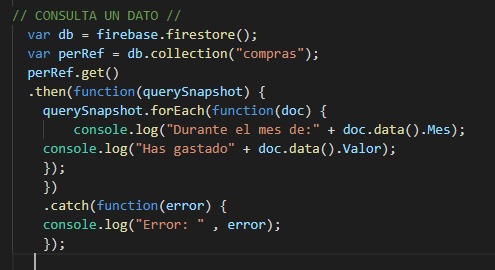 // CONSULTA UN DATO //
var db = firebase.firestore();
var perRef = db.collection("compras");
perRef.get()
.then(function(querySnapshot) {
querySnapshot.forEach(function(doc) {
console.log("Durante el mes de:" + doc.data().Mes);
console.log("Has gastado" + doc.data().Valor);
});
})
.catch(function(error) {
console.log("Error: " , error);
});